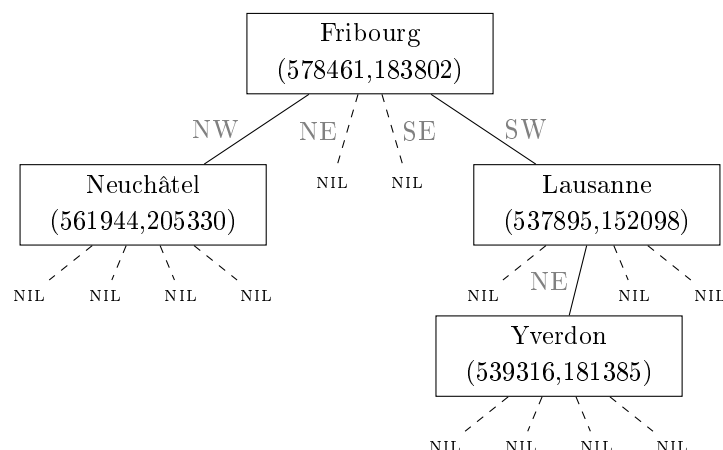 Fribourg
(578461,183802)
NW
NE
SE
SW
NIL
NIL
Neuchâtel
(561944,205330)
Lausanne
(537895,152098)
NIL
NIL
NIL
NIL
NIL
NE
NIL
NIL
Yverdon
(539316,181385)
NIL
NIL
NIL
NIL